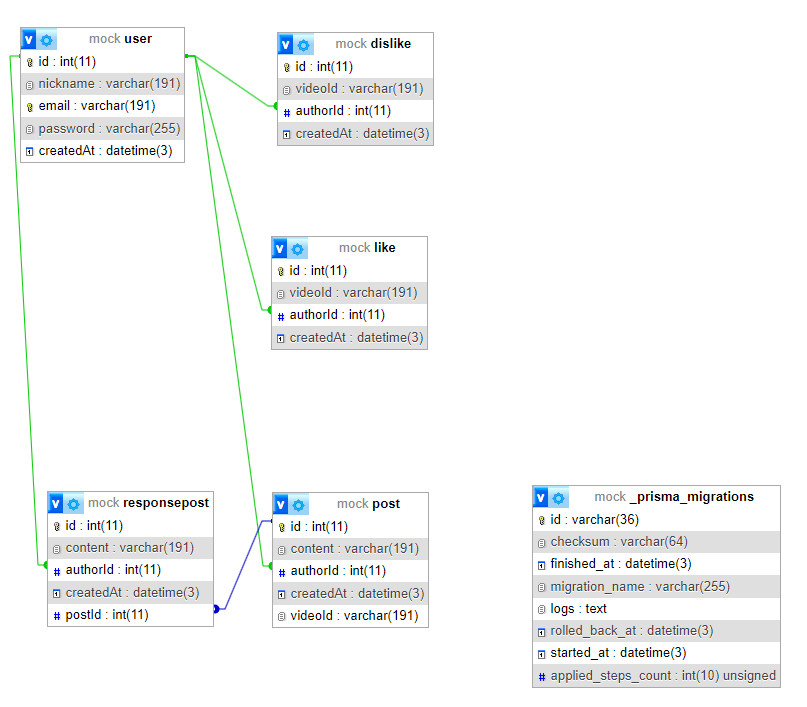 mock user
id : int(11)
nickname : varchar(191)
email : varchar(191)
password : varchar(255)
createdAt : datetime(3)
mock dislike
id : int(11)
videoId : varchar(191)
authorId : int(11)
createdAt : datetime(3)
mock like
id : int(11)
videoId : varchar(191)
authorId : int(11)
createdAt : datetime(3)
mock responsepost
id : int(11)
content : varchar(191)
authorId : int(11)
createdAt : datetime(3)
postId : int(11)
mock post
id : int(11)
content : varchar(191)
authorId : int(11)
createdAt : datetime(3)
videoId : varchar(191)
mock _prisma_migrations
id : varchar(36)
checksum : varchar(64)
finished_at : datetime(3)
migration_name : varchar(255)
logs : text
rolled_back_at : datetime(3)
started_at : datetime(3)
applied_steps_count : int(10) unsigned